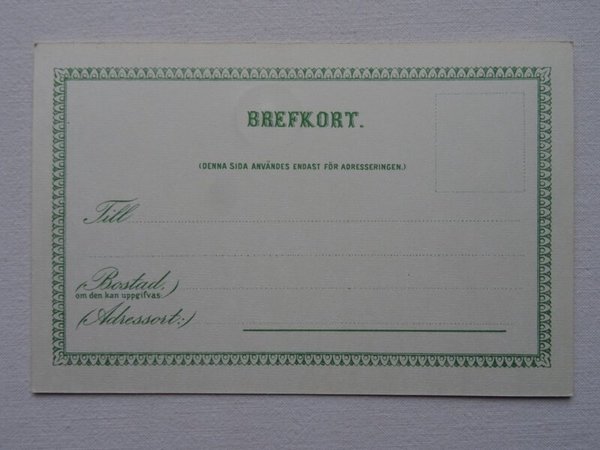 BREFKORT.
(DENNA SIDA ANVÄNDES ENDAST FÖR ADRESSERINGEN.)
Till
(Bostad,)
om den kan uppgifvas.
(Adressort:)